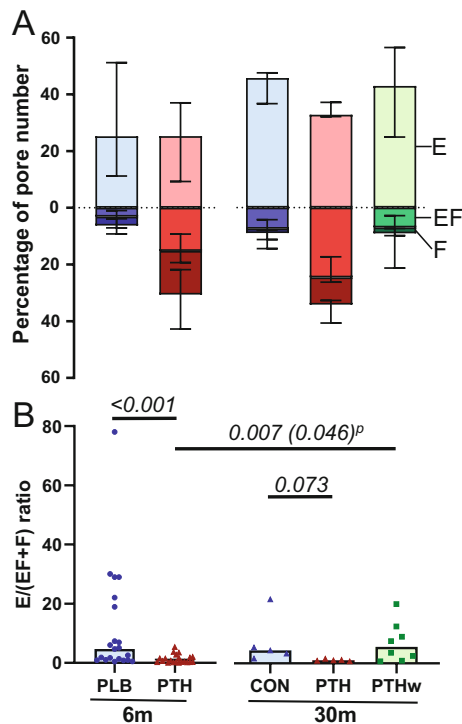 A
Percentage of pore number
60
40
20
0
20
40
60
E
EF
F
B
E/(EF+F) ratio
80
60
40
20
0
<0.001
0.007 (0.046)ᵖ
0.073
PLB PTH CON PTH PTHw
6m 30m